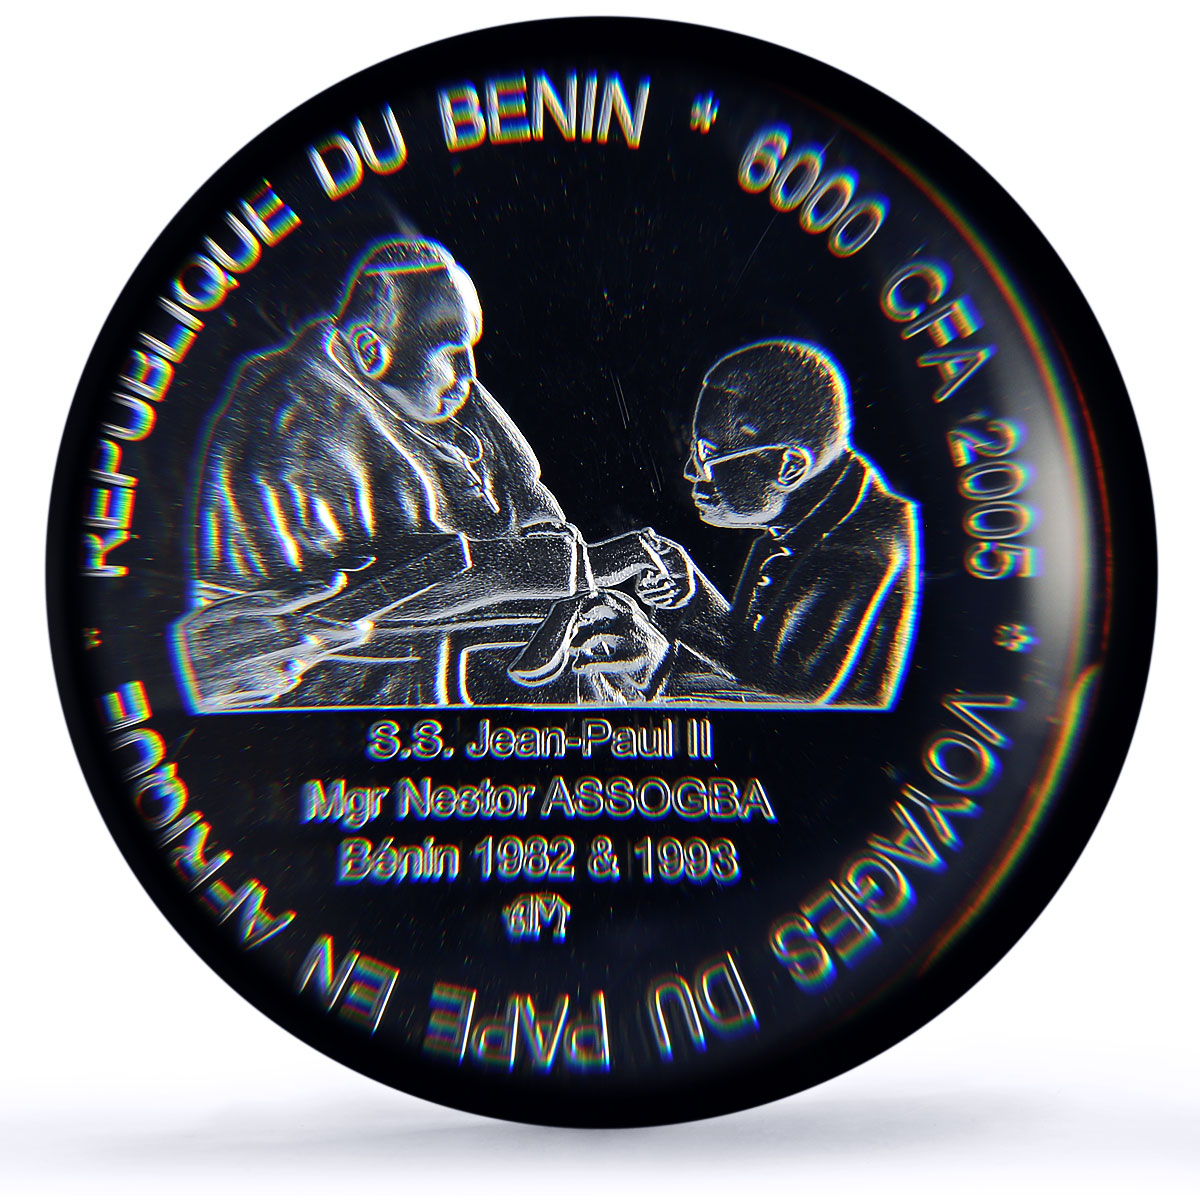 REPUBLIQUE DU BENIN * 6000 CFA 2005 * VOYAGES DU PAPE EN AFRIQUE *
S.S. Jean-Paul II
Mgr Nestor ASSOGBA
Bénin 1982 & 1993